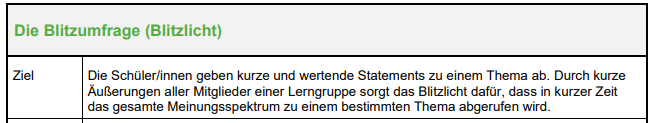 Die Blitzumfrage (Blitzlicht)
Ziel
Die Schüler/innen geben kurze und wertende Statements zu einem Thema ab. Durch kurze
Äußerungen aller Mitglieder einer Lerngruppe sorgt das Blitzlicht dafür, dass in kurzer Zeit
das gesamte Meinungsspektrum zu einem bestimmten Thema abgerufen wird.